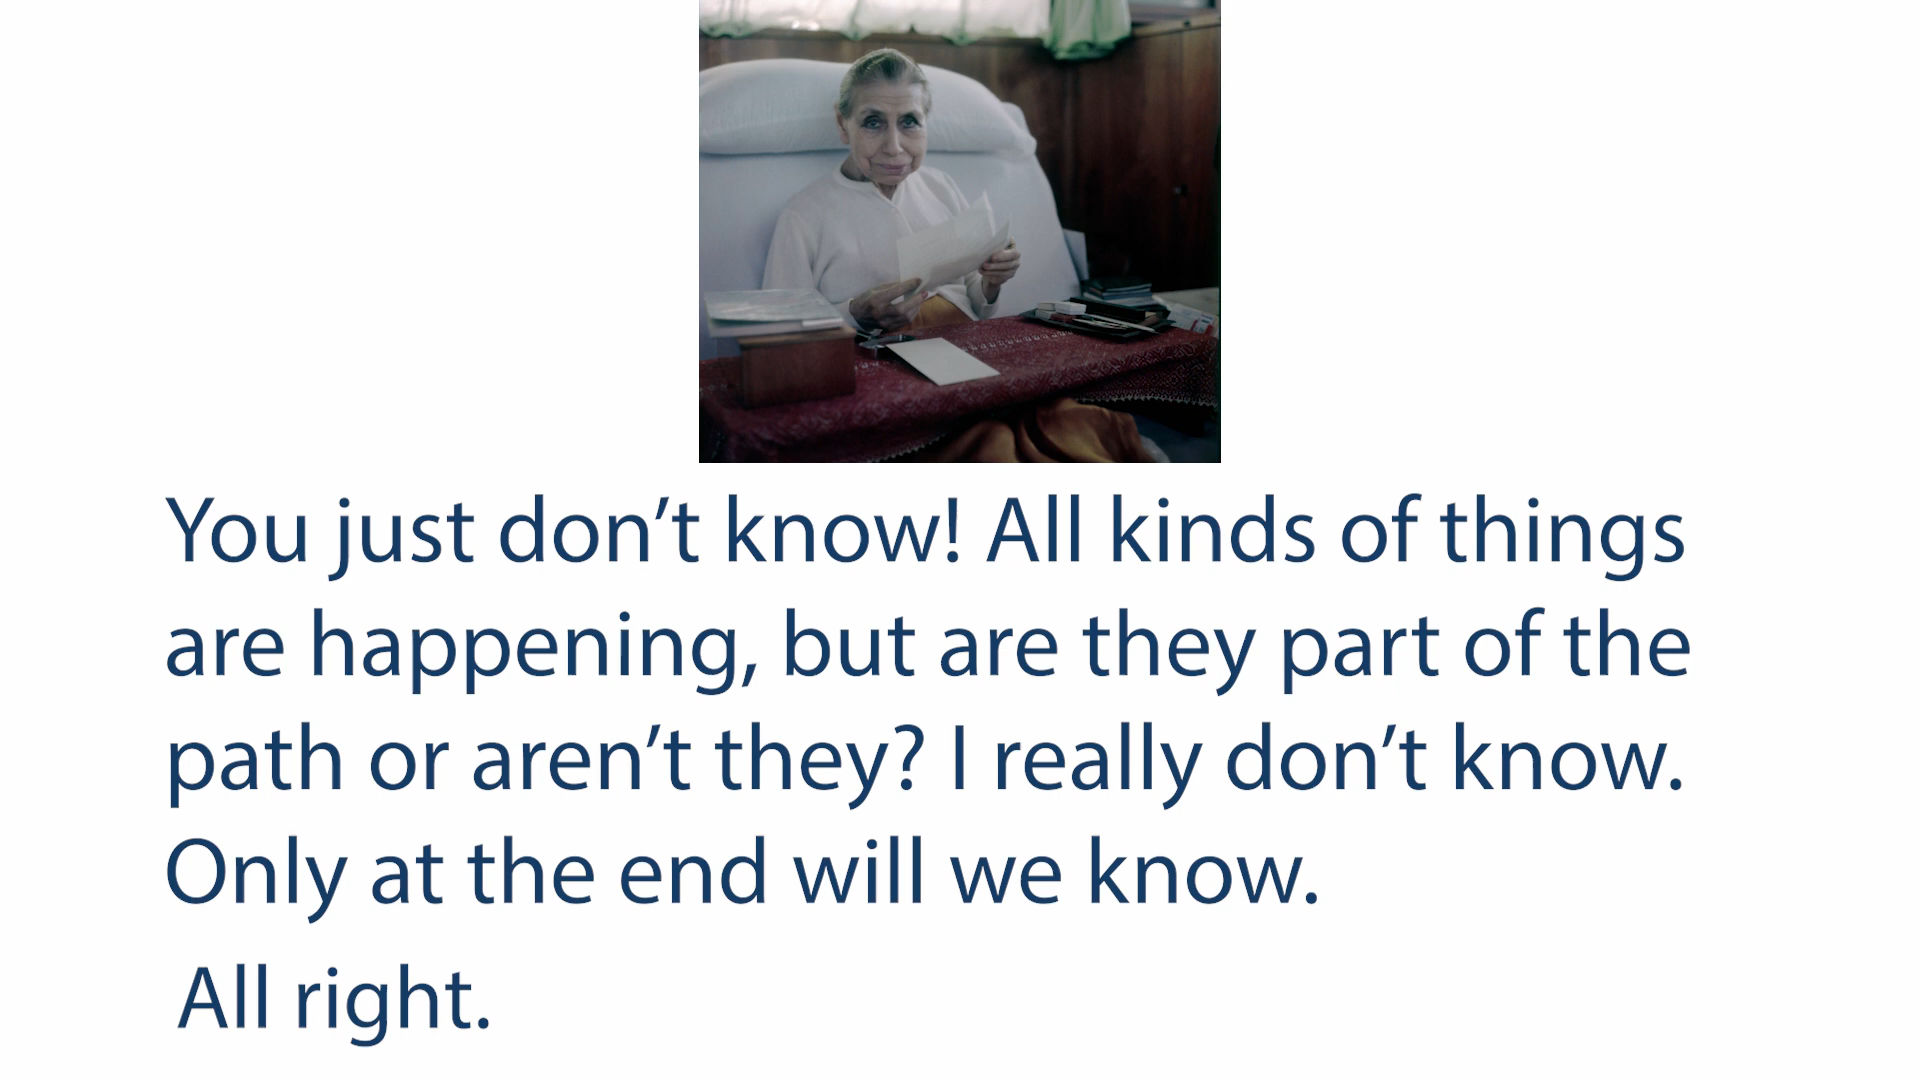 You just don’t know! All kinds of things
are happening, but are they part of the
path or aren’t they? I really don’t know.
Only at the end will we know.
All right.